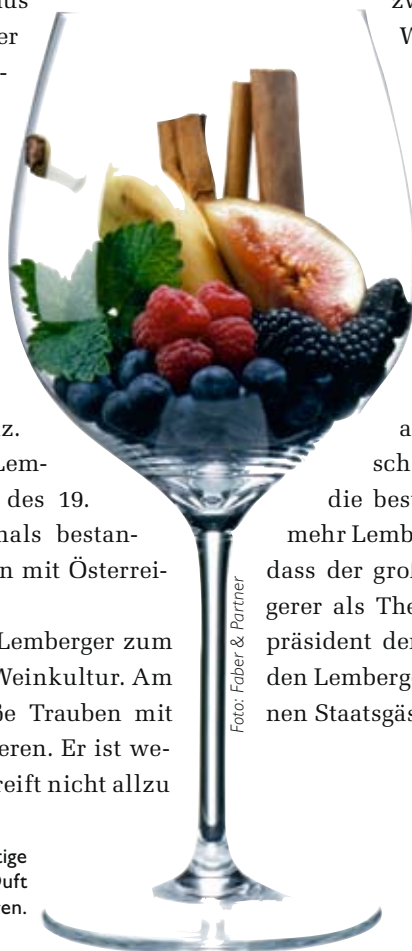 er
-
z.
Lem-
des 19.
mals bestan-
n mit Österrei-
Lemberger zum
Weinkultur. Am
ße Trauben mit
eren. Er ist we-
reift nicht allzu
tige
Duft
en.
Foto: Faber & Partner
zw
W
a
sch
die bes
mehr Lemb
dass der groß
gerer als The
präsident der
den Lemberg
nen Staatsgäs